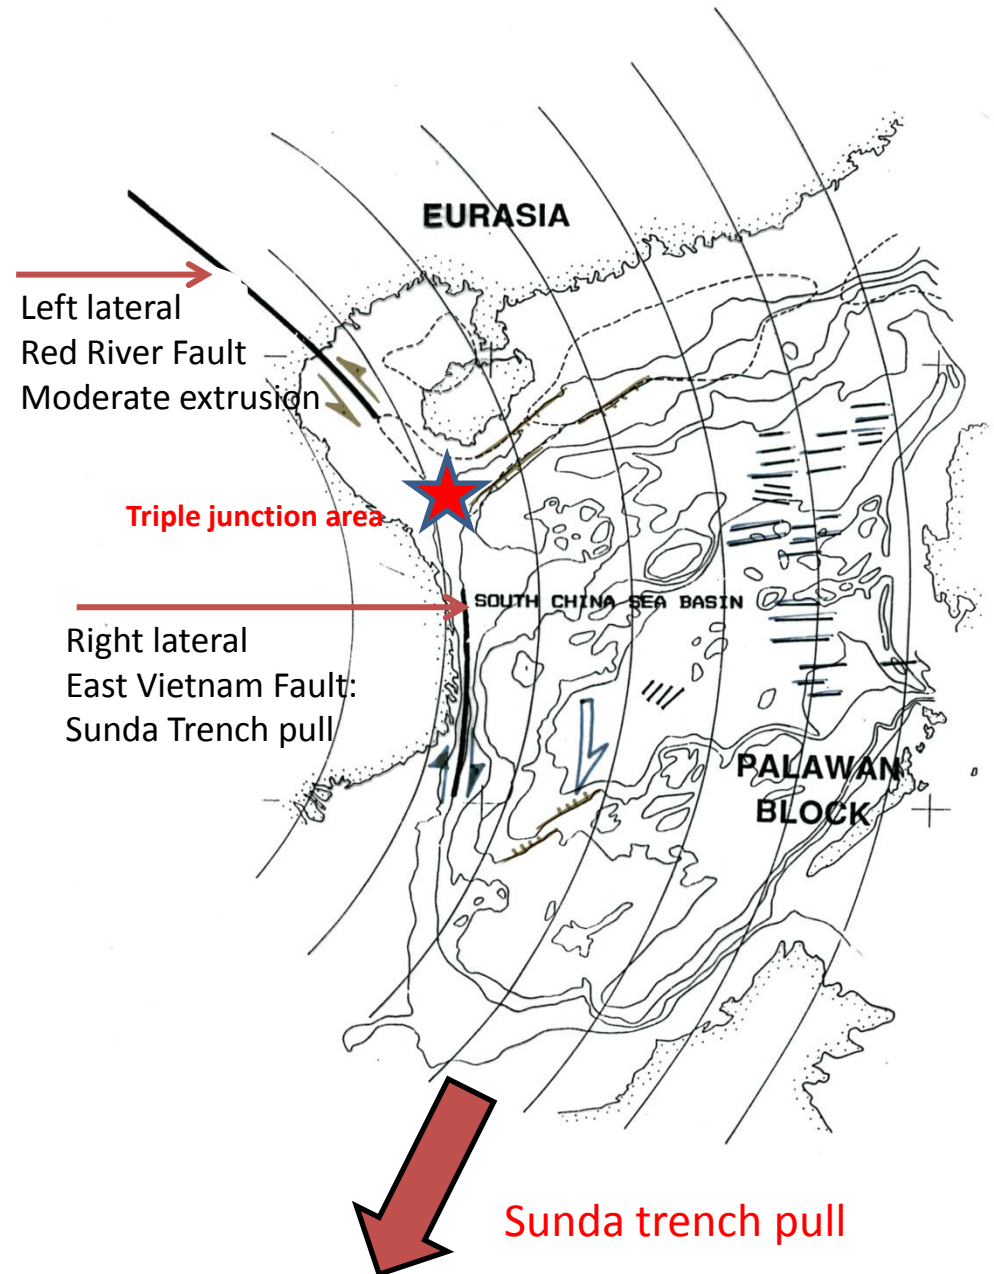 EURASIA
Left lateral
Red River Fault
Moderate extrusion
Triple junction area
SOUTH CHINA SEA BASIN
Right lateral
East Vietnam Fault:
Sunda Trench pull
PALAWAN
BLOCK
Sunda trench pull